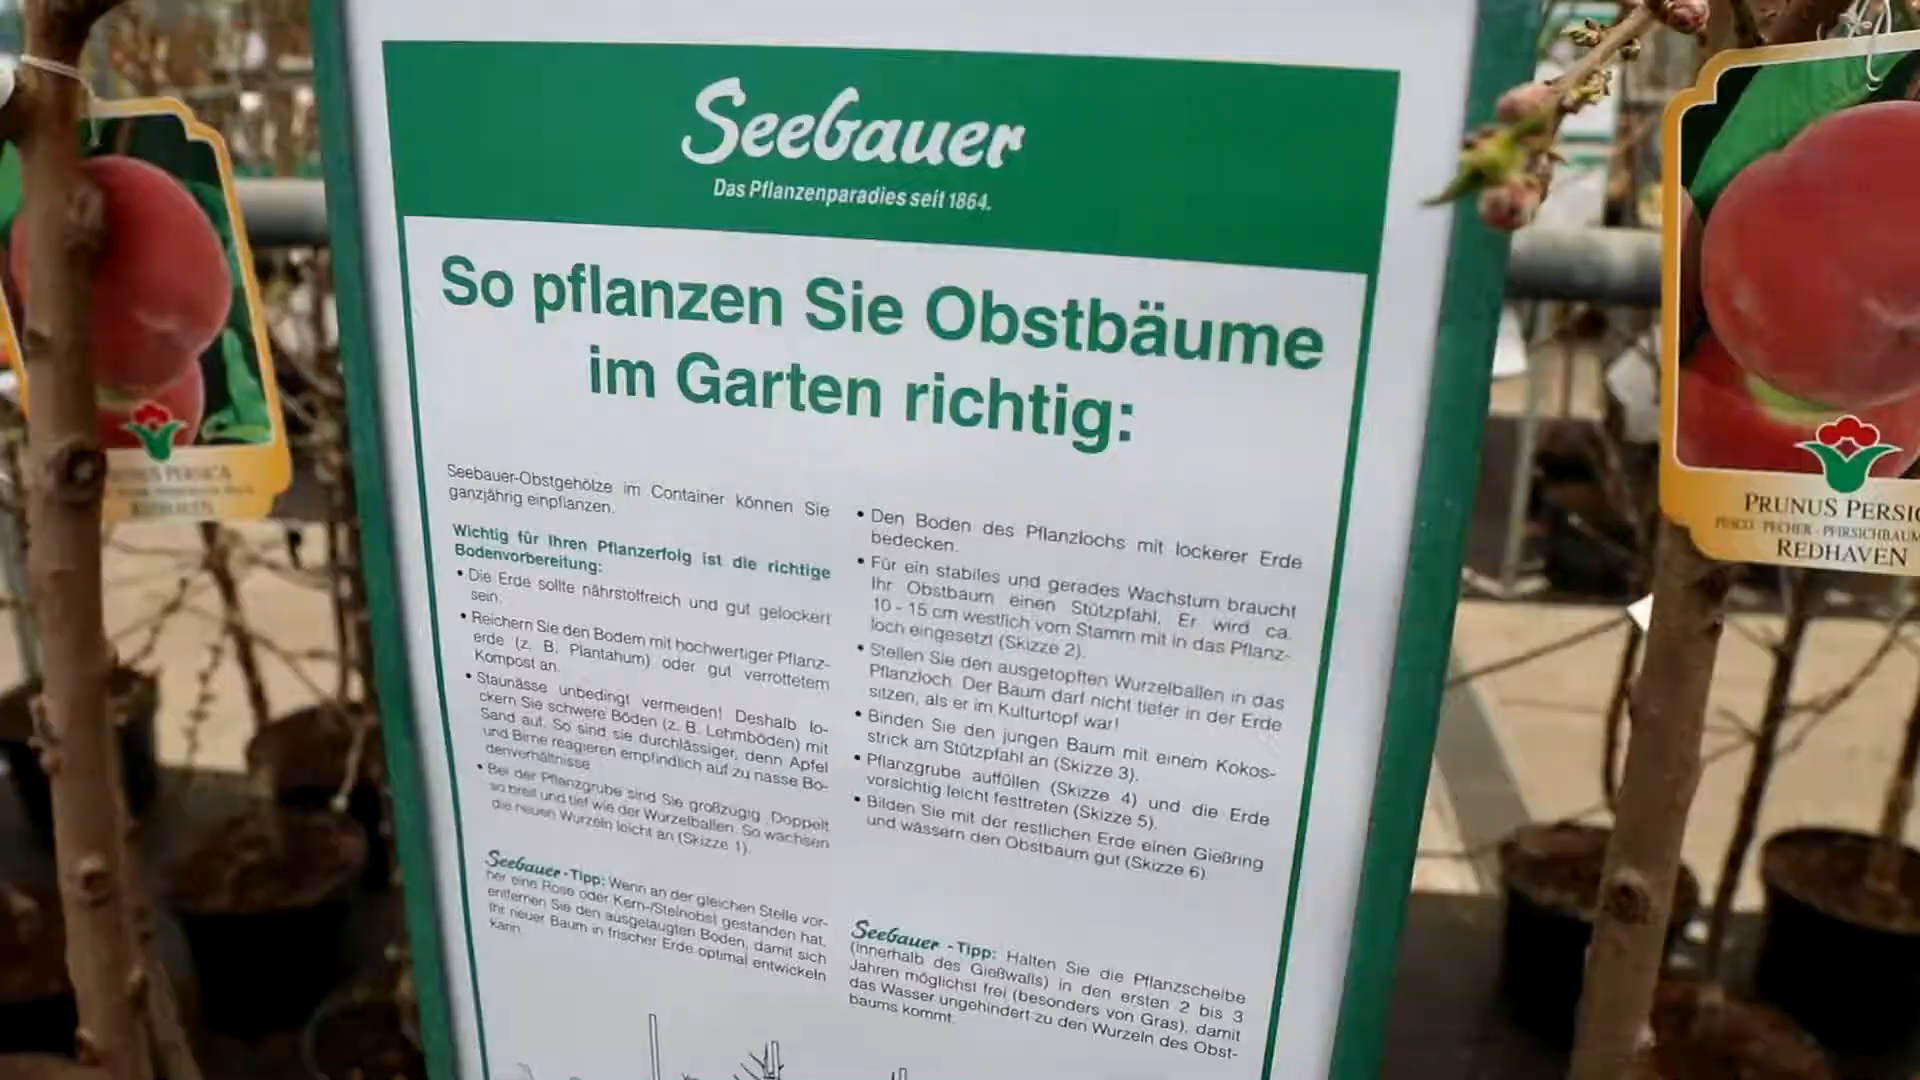 Seebauer
Das Pflanzenparadies seit 1864.
So pflanzen Sie Obstbäume
im Garten richtig:
Seebauer-Obstgehölze im Container können Sie
ganzjährig einpflanzen.
Wichtig für Ihren Pflanzerfolg ist die richtige
Bodenvorbereitung:
• Die Erde sollte nährstoffreich und gut gelockert
sein.
• Reichern Sie den Boden mit hochwertiger Pflanz-
erde (z. B. Plantahum) oder gut verrottetem
Kompost an.
• Staunässe unbedingt vermeiden! Deshalb lo-
ckern Sie schwere Böden (z. B. Lehmböden) mit
Sand auf. So sind sie durchlässiger, denn Apfel
und Birne reagieren empfindlich auf zu nasse Bo-
denverhältnisse.
• Bei der Pflanzgrube sind Sie großzügig. Doppelt
so breit und tief wie der Wurzelballen. So wachsen
die neuen Wurzeln leicht an (Skizze 1).
Seebauer - Tipp: Wenn an der gleichen Stelle vor-
her eine Rose oder Kern-/Steinobst gestanden hat,
entfernen Sie den ausgelaugten Boden, damit sich
Ihr neuer Baum in frischer Erde optimal entwickeln
kann.
• Den Boden des Pflanzlochs mit lockerer Erde
bedecken.
• Für ein stabiles und gerades Wachstum braucht
Ihr Obstbaum einen Stützpfahl. Er wird ca.
10 - 15 cm westlich vom Stamm mit in das Pflanz-
loch eingesetzt (Skizze 2).
• Stellen Sie den ausgetopften Wurzelballen in das
Pflanzloch. Der Baum darf nicht tiefer in der Erde
sitzen, als er im Kulturtopf war!
• Binden Sie den jungen Baum mit einem Kokos-
strick am Stützpfahl an (Skizze 3).
• Pflanzgrube auffüllen (Skizze 4) und die Erde
vorsichtig leicht festtreten (Skizze 5).
• Bilden Sie mit der restlichen Erde einen Gießring
und wässern den Obstbaum gut (Skizze 6)
Seebauer - Tipp: Halten Sie die Pflanzscheibe
(innerhalb des Gießwalls) in den ersten 2 bis 3
Jahren möglichst frei (besonders von Gras), damit
das Wasser ungehindert zu den Wurzeln des Obst-
baums kommt.
PERSICA
PRUNUS PERSIC
PESCO - PECHER - PFIRSICHBAUM
REDHAVEN